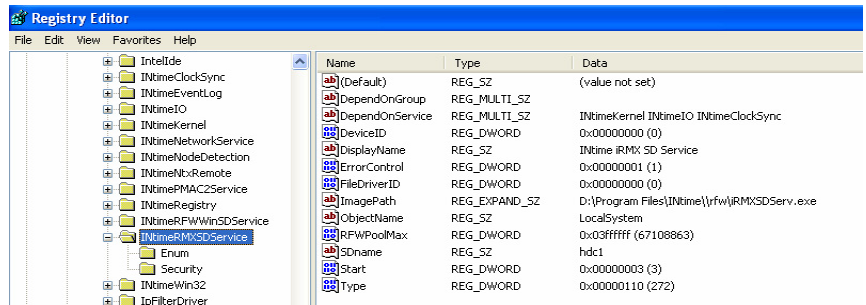 Registry Editor
File Edit View Favorites Help
IntelIde
INtimeClockSync
INtimeEventLog
INtimeIO
INtimeKernel
INtimeNetworkService
INtimeNodeDetection
INtimeNtxRemote
INtimePMAC2Service
INtimeRegistry
INtimeRFWWinSDService
INtimeRMXSDService
Enum
Security
INtimeWin32
IpFilterDriver
Name Type Data
(Default) REG_SZ (value not set)
DependOnGroup REG_MULTI_SZ
DependOnService REG_MULTI_SZ INtimeKernel INtimeIO INtimeClockSync
DeviceID REG_DWORD 0x00000000 (0)
DisplayName REG_SZ INtime iRMX SD Service
ErrorControl REG_DWORD 0x00000001 (1)
FileDriverID REG_DWORD 0x00000000 (0)
ImagePath REG_EXPAND_SZ D:\Program Files\INtime\\rfw\iRMXSDServ.exe
ObjectName REG_SZ LocalSystem
RFWPoolMax REG_DWORD 0x03ffffff (67108863)
SDname REG_SZ hdc1
Start REG_DWORD 0x00000003 (3)
Type REG_DWORD 0x00000110 (272)